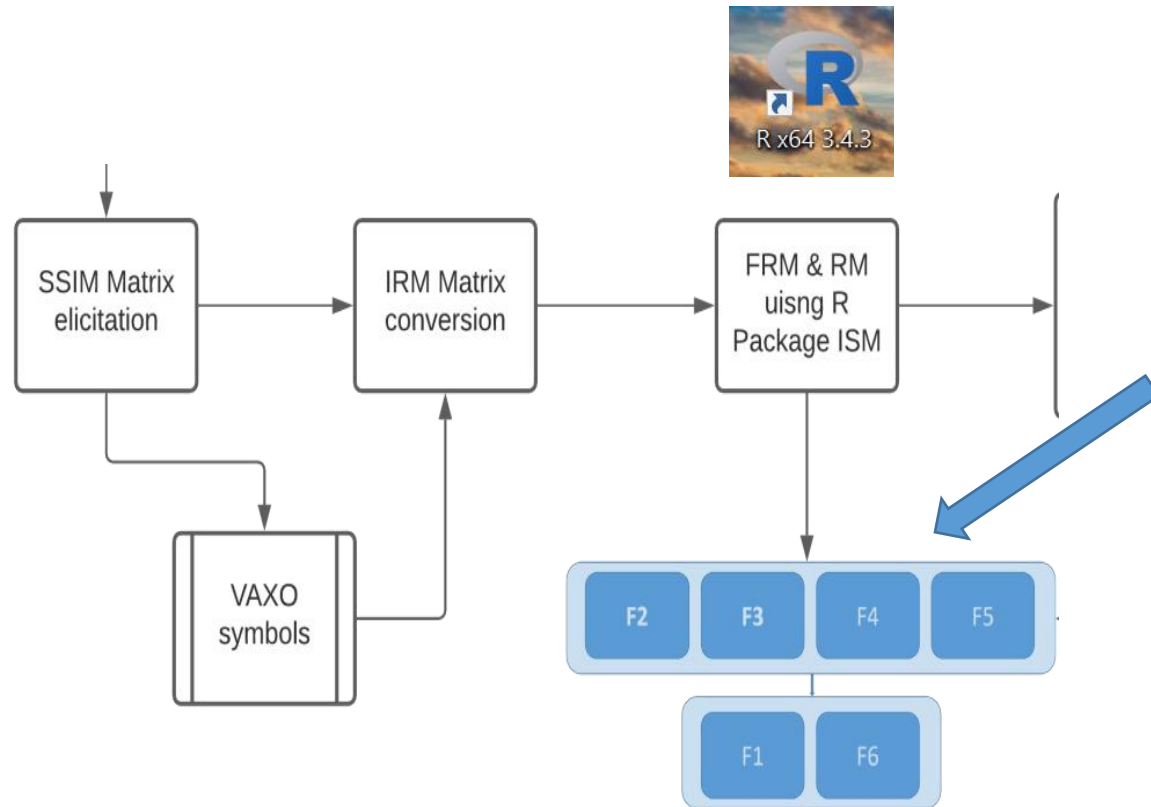 R
R x64 3.4.3
SSIM Matrix
elicitation
IRM Matrix
conversion
FRM & RM
uisng R
Package ISM
VAXO
symbols
F2
F3
F4
F5
F1
F6